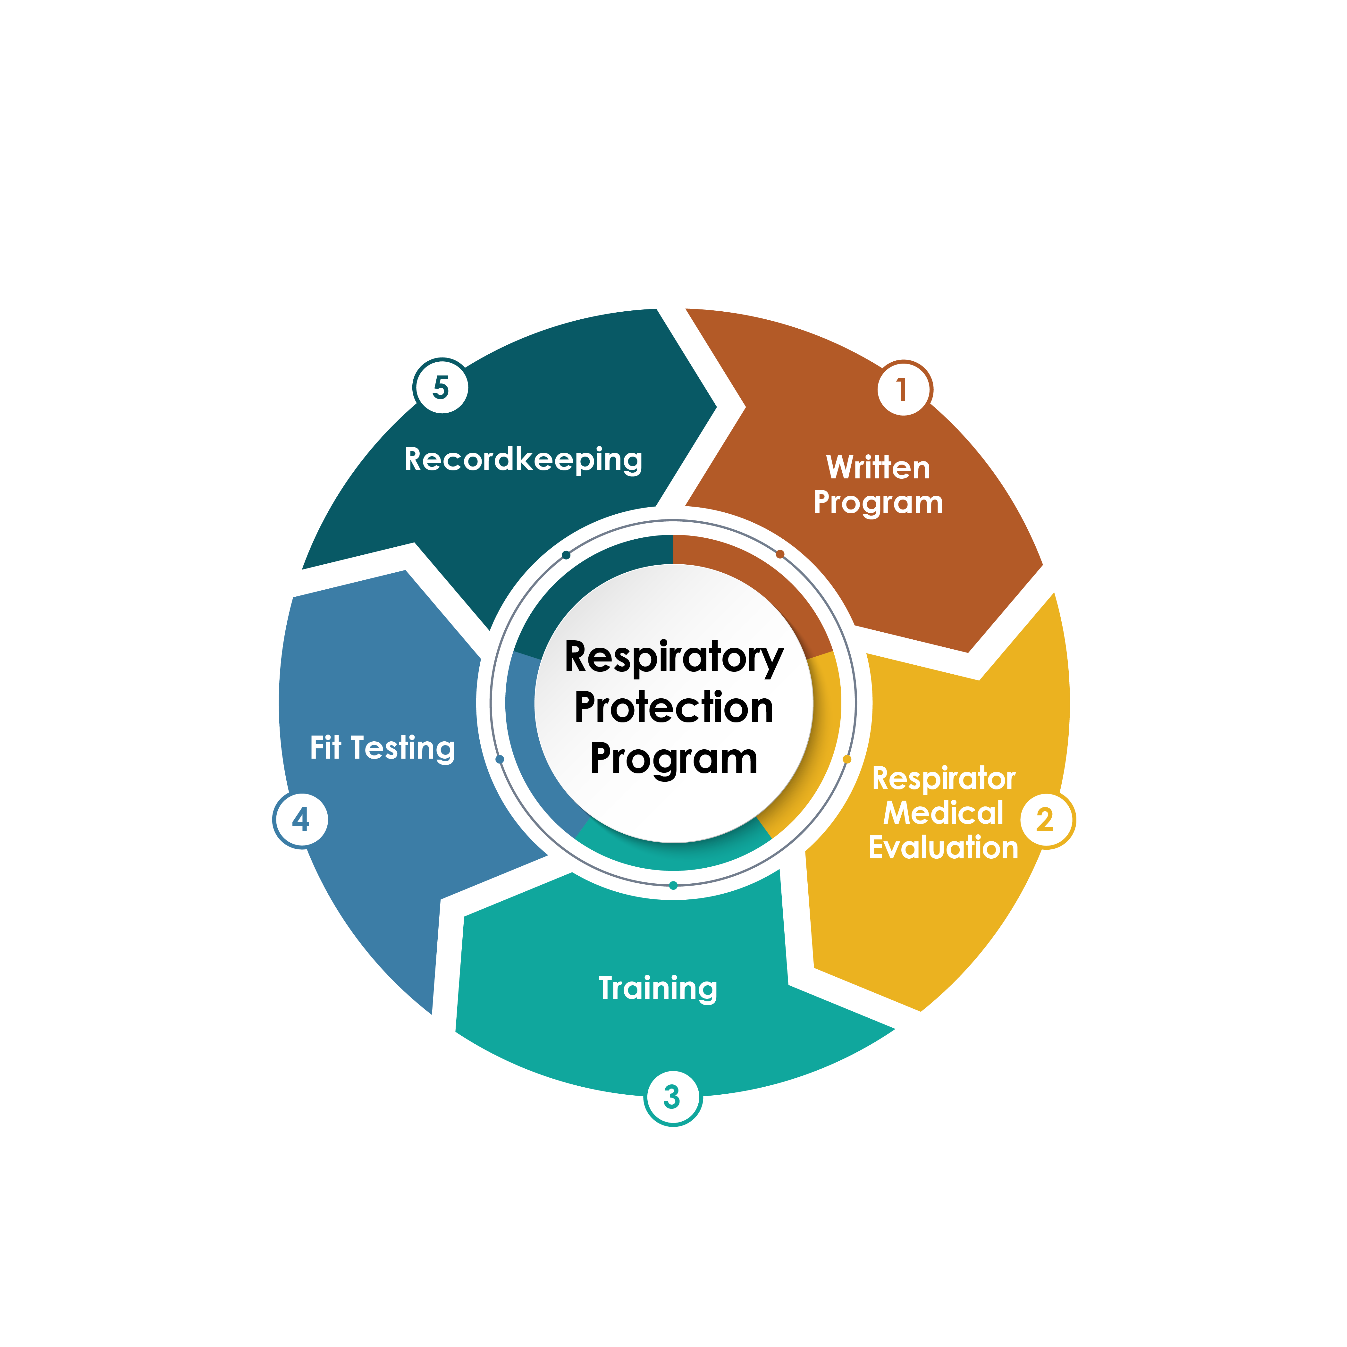 Respiratory
Protection
Program
1
Written
Program
2
Respirator
Medical
Evaluation
3
Training
4
Fit Testing
5
Recordkeeping